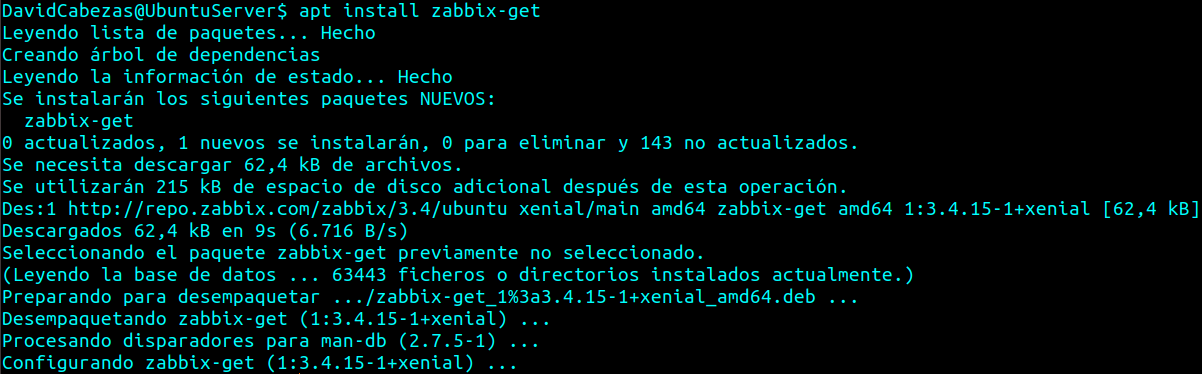 DavidCabezas@UbuntuServer$ apt install zabbix-get
Leyendo lista de paquetes... Hecho
Creando árbol de dependencias
Leyendo la información de estado... Hecho
Se instalarán los siguientes paquetes NUEVOS:
  zabbix-get
0 actualizados, 1 nuevos se instalarán, 0 para eliminar y 143 no actualizados.
Se necesita descargar 62,4 kB de archivos.
Se utilizarán 215 kB de espacio de disco adicional después de esta operación.
Des:1 http://repo.zabbix.com/zabbix/3.4/ubuntu xenial/main amd64 zabbix-get amd64 1:3.4.15-1+xenial [62,4 kB]
Descargados 62,4 kB en 9s (6.716 B/s)
Seleccionando el paquete zabbix-get previamente no seleccionado.
(Leyendo la base de datos ... 63443 ficheros o directorios instalados actualmente.)
Preparando para desempaquetar .../zabbix-get_1%3a3.4.15-1+xenial_amd64.deb ...
Desempaquetando zabbix-get (1:3.4.15-1+xenial) ...
Procesando disparadores para man-db (2.7.5-1) ...
Configurando zabbix-get (1:3.4.15-1+xenial) ...